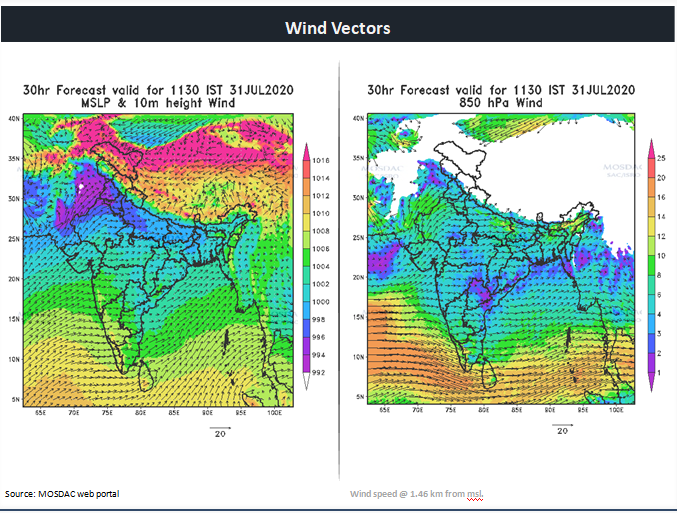 Wind Vectors
30hr Forecast valid for 1130 IST 31JUL2020
MSLP & 10m height Wind
40N
35N
30N
25N
20N
15N
10N
5N
65E 70E 75E 80E 85E 90E 95E 100E
1016
1014
1012
1010
1008
1006
1004
1002
1000
998
996
994
992
20
30hr Forecast valid for 1130 IST 31JUL2020
850 hPa Wind
MOSDAC
MOSDAC
SAC/ISRO
40N
35N
30N
25N
20N
15N
10N
5N
65E 70E 75E 80E 85E 90E 95E 100E
25
20
16
14
12
10
8
6
4
3
2
1
20
Source: MOSDAC web portal
Wind speed @ 1.46 km from msl.